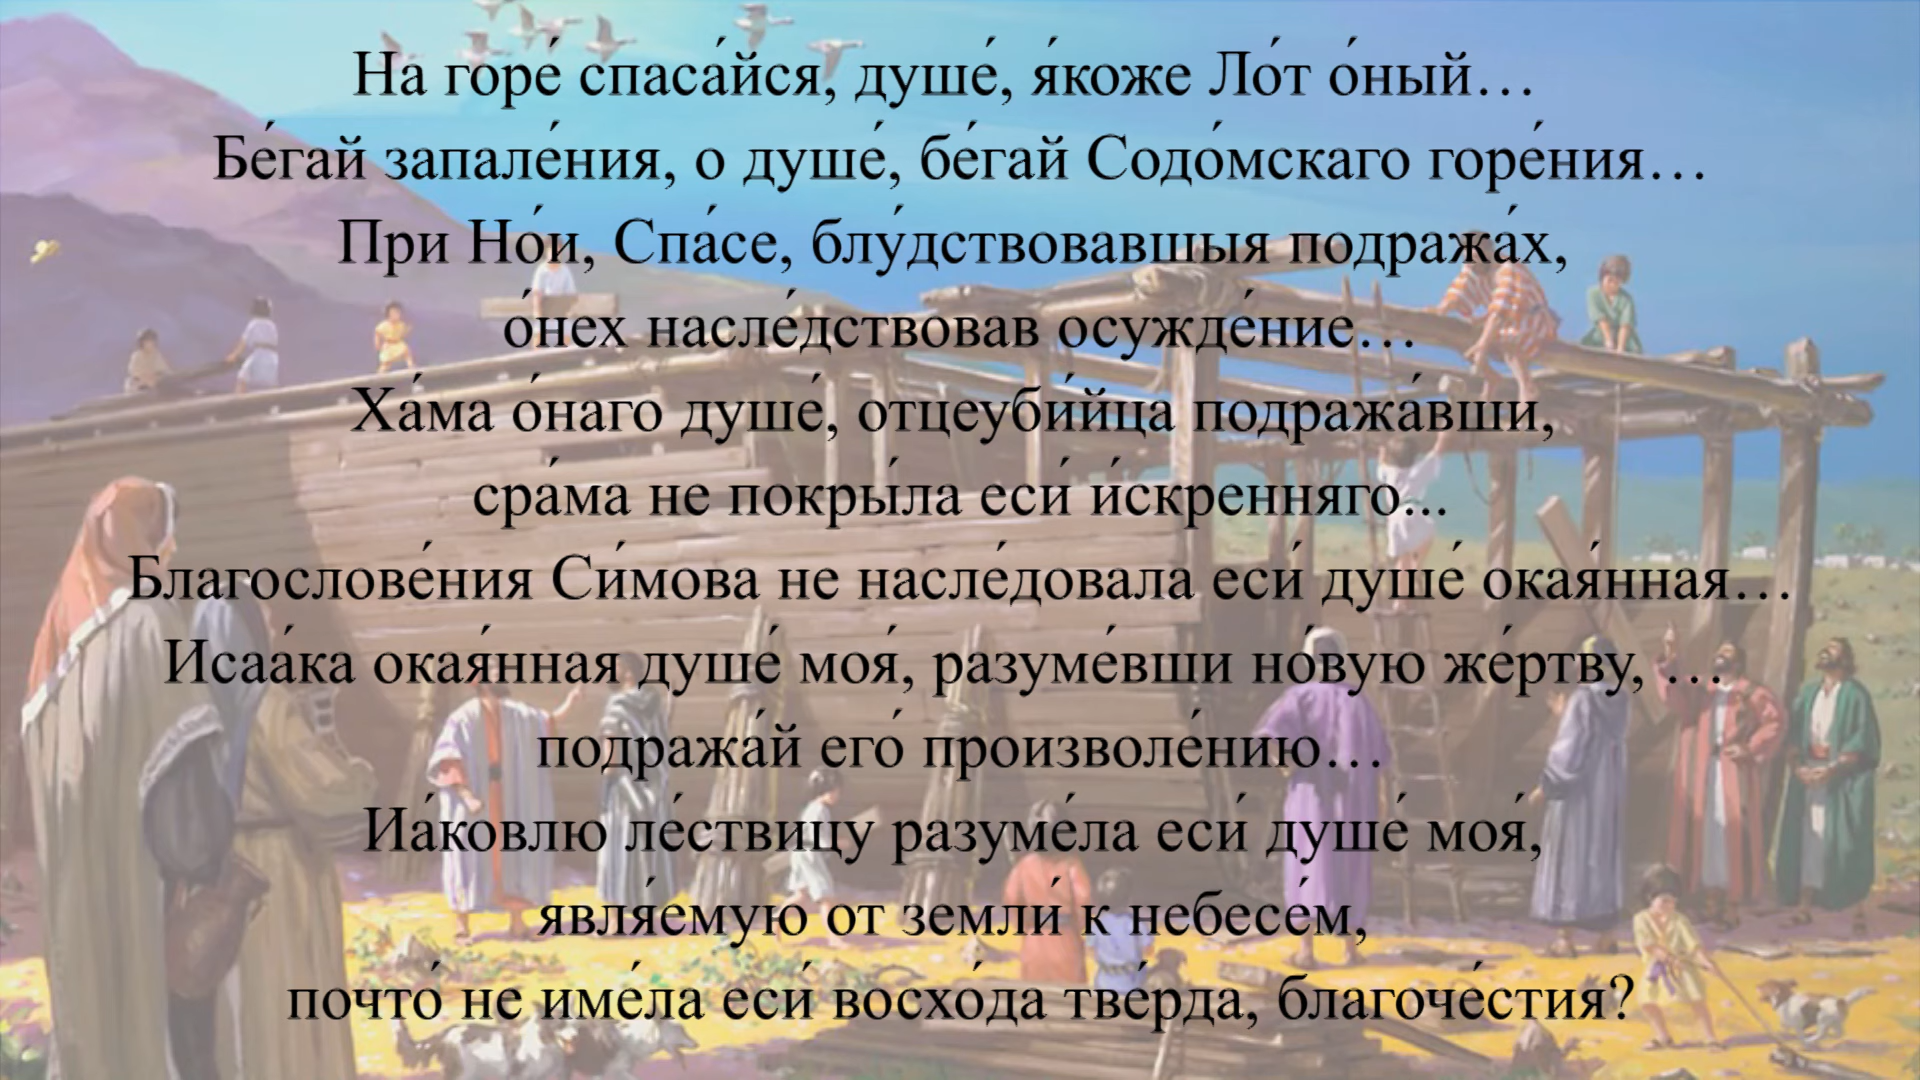 На горе́ спаса́йся, душе́, я́коже Ло́т о́ный…
Бе́гай запале́ния, о душе́, бе́гай Содо́мскаго горе́ния…
При Но́и, Спа́се, блу́дствовавшыя подража́х,
о́нех насле́дствовав осужде́ние…
Ха́ма о́наго душе́, отцеуби́йца подража́вши,
сра́ма не покры́ла еси́ и́скренняго...
Благослове́ния Си́мова не насле́довала еси́ душе́ окая́нная…
Исаа́ка окая́нная душе́ моя́, разуме́вши но́вую же́ртву, …
подража́й его́ произволе́нию…
Иа́ковлю ле́ствицу разуме́ла еси́ душе́ моя́,
явля́емую от земли́ к небесе́м,
почто́ не име́ла еси́ восхо́да тве́рда, благоче́стия?